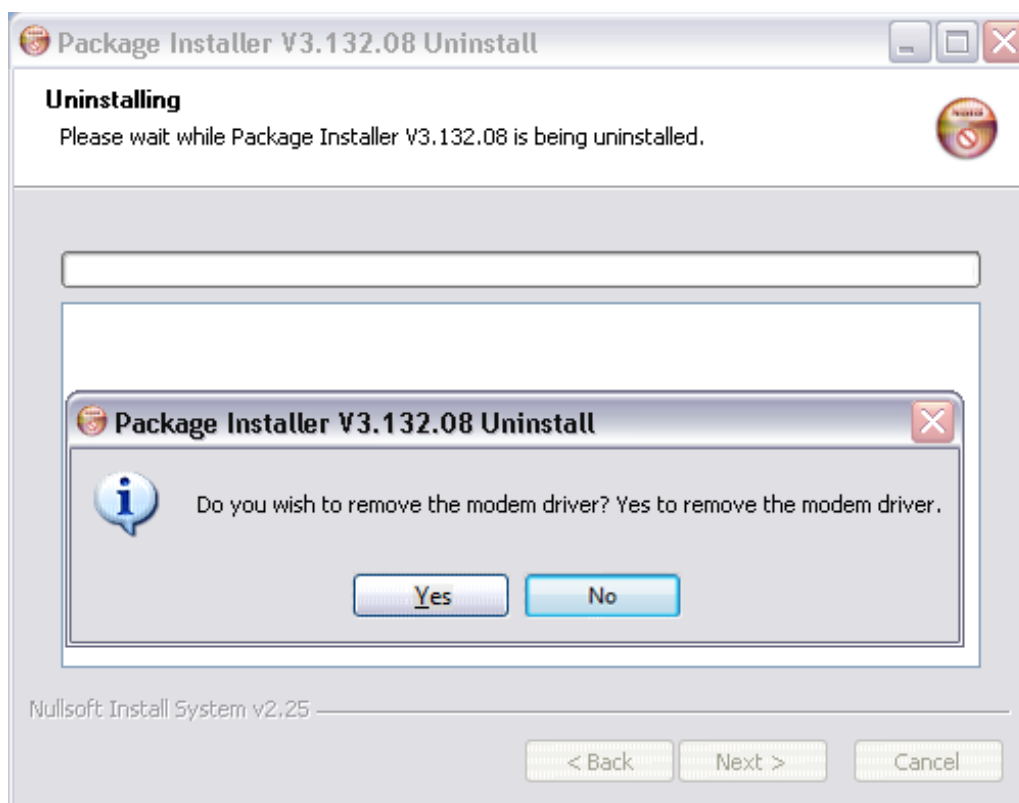 Package Installer V3.132.08 Uninstall
Uninstalling
Please wait while Package Installer V3.132.08 is being uninstalled.
Package Installer V3.132.08 Uninstall
Do you wish to remove the modem driver? Yes to remove the modem driver.
Yes
No
Nullsoft Install System v2.25
< Back
Next >
Cancel